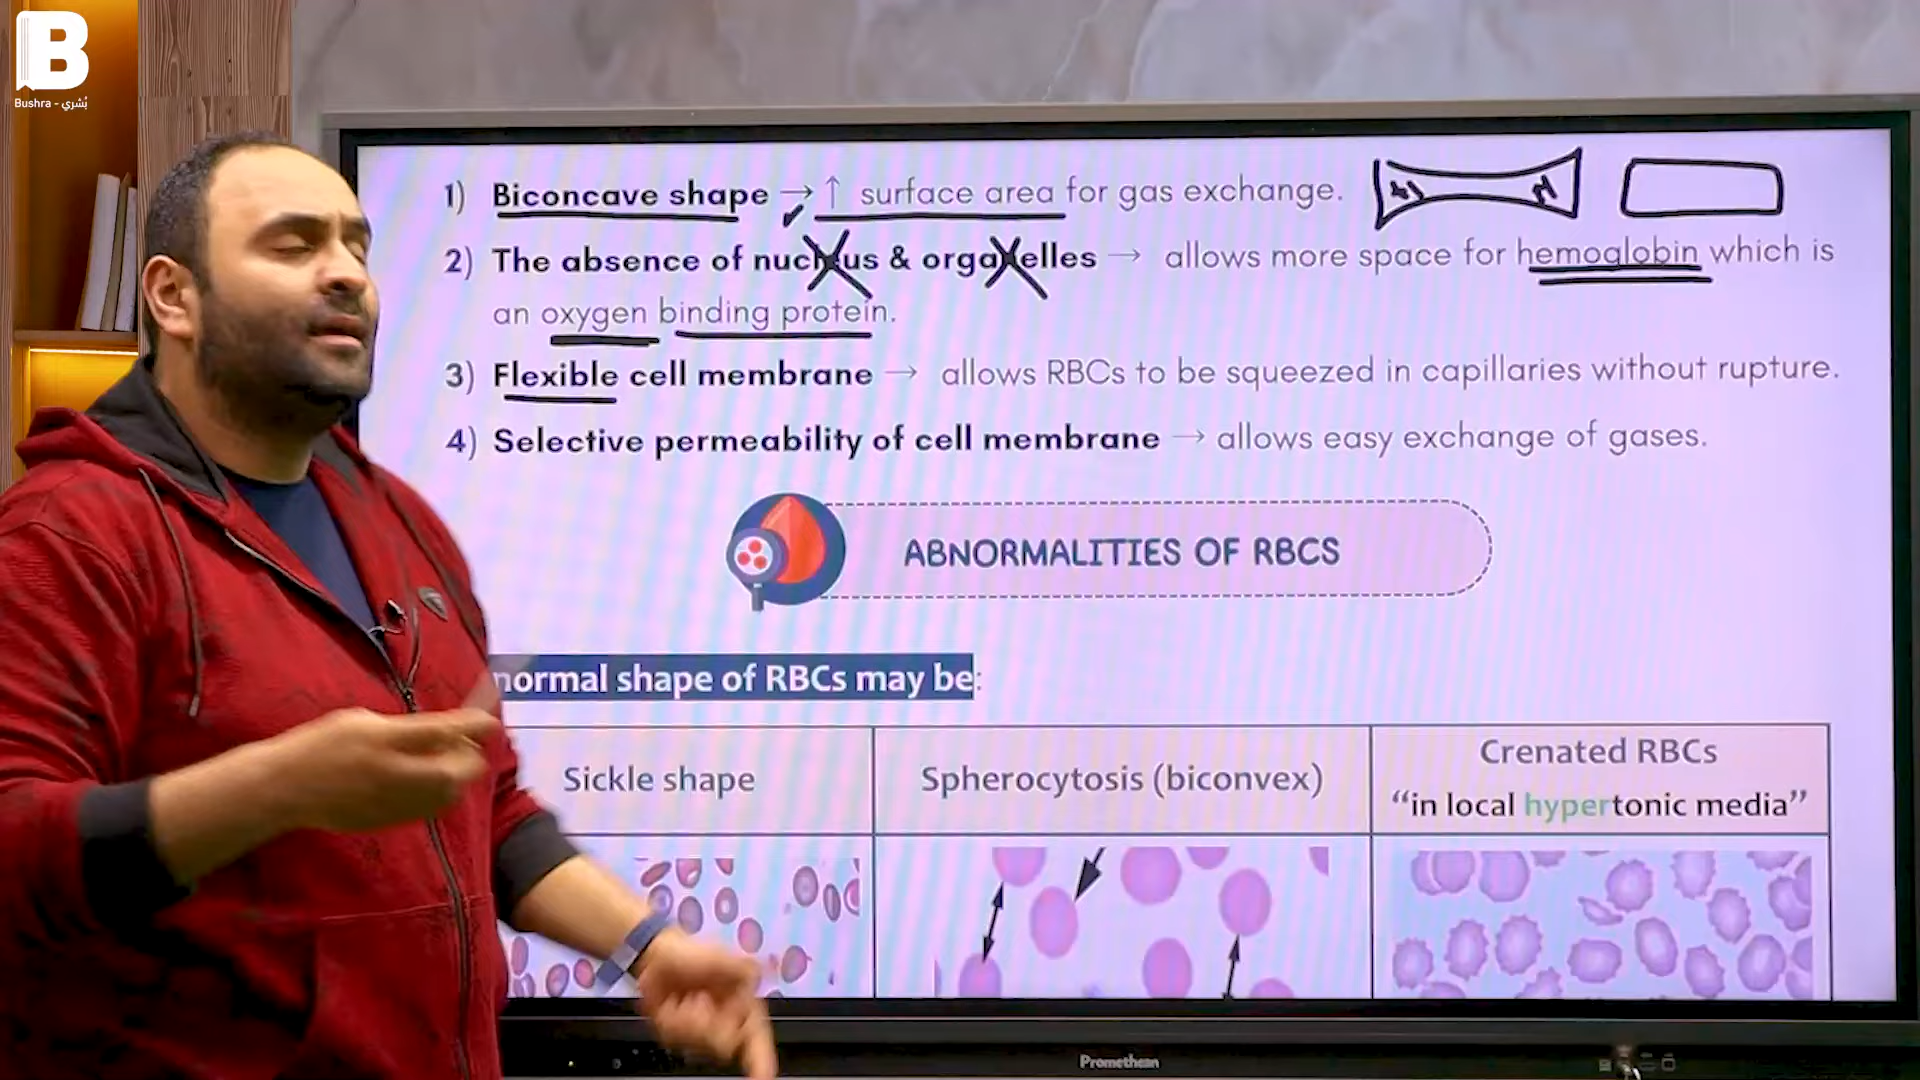 B
Bushra - بُشري
1) Biconcave shape → ↑ surface area for gas exchange.
2) The absence of nucleus & organelles → allows more space for hemoglobin which is
an oxygen binding protein.
3) Flexible cell membrane → allows RBCs to be squeezed in capillaries without rupture.
4) Selective permeability of cell membrane → allows easy exchange of gases.
ABNORMALITIES OF RBCS
normal shape of RBCs may be:
Sickle shape
Spherocytosis (biconvex)
Crenated RBCs
“in local hypertonic media”
Promethean